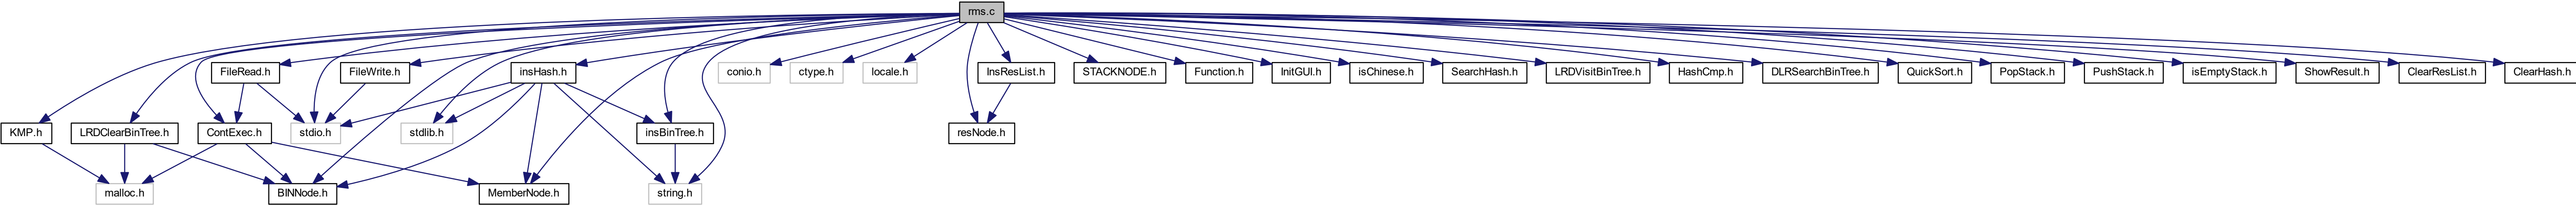 rms.c
FileRead.h
FileWrite.h
insHash.h
conio.h
ctype.h
locale.h
InsResList.h
STACKNODE.h
Function.h
InitGUI.h
isChinese.h
SearchHash.h
LRDVisitBinTree.h
HashCmp.h
DLRSearchBinTree.h
QuickSort.h
PopStack.h
PushStack.h
isEmptyStack.h
ShowResult.h
ClearResList.h
ClearHash.h
KMP.h
LRDClearBinTree.h
ContExec.h
stdio.h
stdlib.h
insBinTree.h
resNode.h
malloc.h
BINNode.h
MemberNode.h
string.h